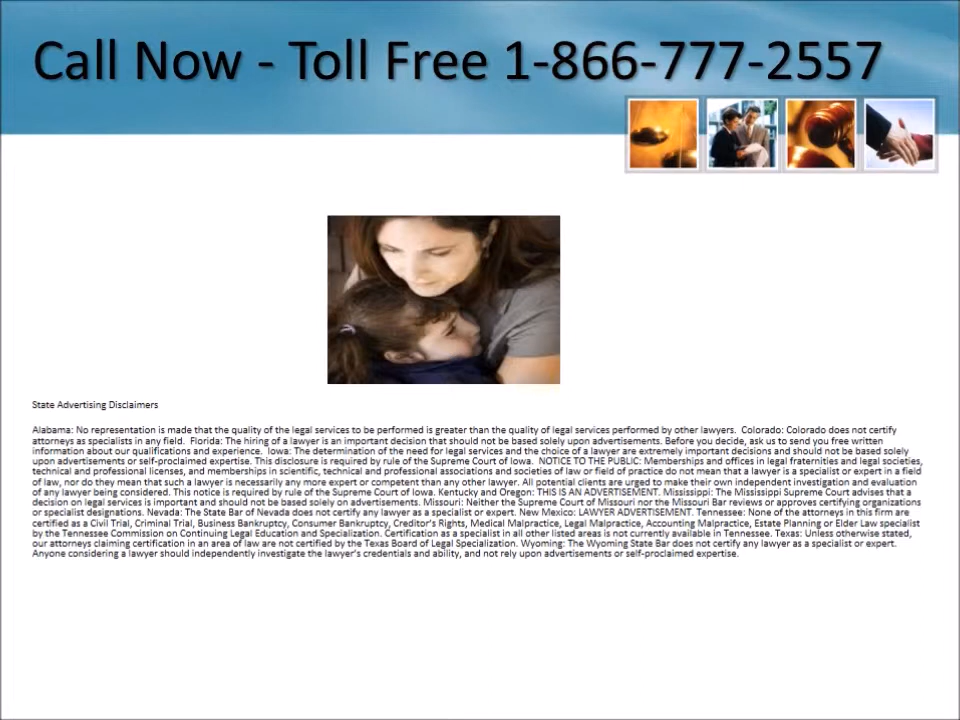 Call Now - Toll Free 1-866-777-2557
State Advertising Disclaimers
Alabama: No representation is made that the quality of the legal services to be performed is greater than the quality of legal services performed by other lawyers.  Colorado: Colorado does not certify
attorneys as specialists in any field.  Florida: The hiring of a lawyer is an important decision that should not be based solely upon advertisements. Before you decide, ask us to send you free written
information about our qualifications and experience.  Iowa: The determination of the need for legal services and the choice of a lawyer are extremely important decisions and should not be based solely
upon advertisements or self-proclaimed expertise. This disclosure is required by rule of the Supreme Court of Iowa.  NOTICE TO THE PUBLIC: Memberships and offices in legal fraternities and legal societies,
technical and professional licenses, and memberships in scientific, technical and professional associations and societies of law or field of practice do not mean that a lawyer is a specialist or expert in a field
of law, nor do they mean that such a lawyer is necessarily any more expert or competent than any other lawyer. All potential clients are urged to make their own independent investigation and evaluation
of any lawyer being considered. This notice is required by rule of the Supreme Court of Iowa. Kentucky and Oregon: THIS IS AN ADVERTISEMENT. Mississippi: The Mississippi Supreme Court advises that a
decision on legal services is important and should not be based solely on advertisements. Missouri: Neither the Supreme Court of Missouri nor the Missouri Bar reviews or approves certifying organizations
or specialist designations. Nevada: The State Bar of Nevada does not certify any lawyer as a specialist or expert. New Mexico: LAWYER ADVERTISEMENT. Tennessee: None of the attorneys in this firm are
certified as a Civil Trial, Criminal Trial, Business Bankruptcy, Consumer Bankruptcy, Creditor's Rights, Medical Malpractice, Legal Malpractice, Accounting Malpractice, Estate Planning or Elder Law specialist
by the Tennessee Commission on Continuing Legal Education and Specialization. Certification as a specialist in all other listed areas is not currently available in Tennessee. Texas: Unless otherwise stated,
our attorneys claiming certification in an area of law are not certified by the Texas Board of Legal Specialization. Wyoming: The Wyoming State Bar does not certify any lawyer as a specialist or expert.
Anyone considering a lawyer should independently investigate the lawyer's credentials and ability, and not rely upon advertisements or self-proclaimed expertise.